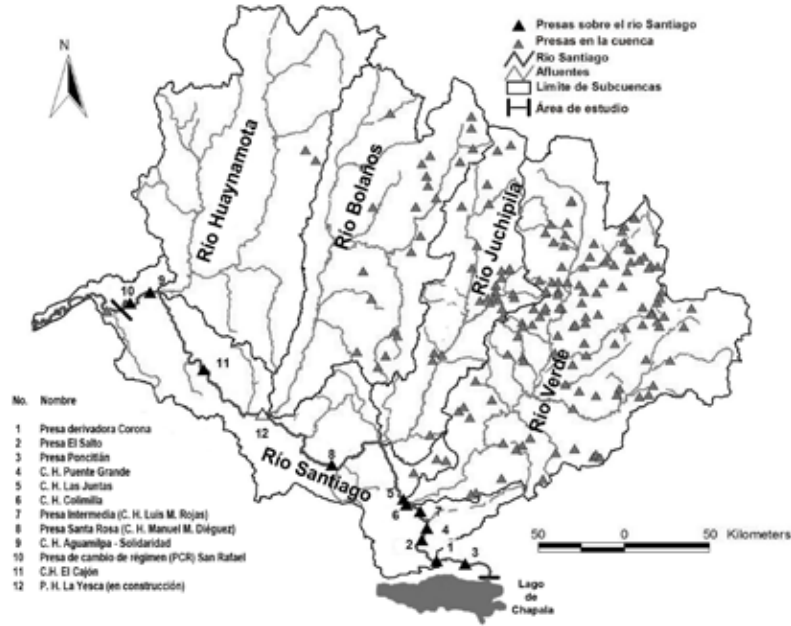 N
Presas sobre el río Santiago
Presas en la cuenca
Río Santiago
Afluentes
Limite de Subcuencas
Área de estudio
Río Huaynamota
Río Bolaños
Río Juchipila
Río Verde
Río Santiago
10
9
11
12
8
5
6
7
4
2
1
3
No. Nombre
1 Presa derivadora Corona
2 Presa El Salto
3 Presa Poncitlán
4 C. H. Puente Grande
5 C. H. Las Juntas
6 C. H. Colimilla
7 Presa Intermedia (C. H. Luis M. Rojas)
8 Presa Santa Rosa (C. H. Manuel M. Diéguez)
9 C. H. Aguamilpa - Solidaridad
10 Presa de cambio de régimen (PCR) San Rafael
11 C.H. El Cajón
12 P. H. La Yesca (en construcción)
50 0 50 Kilometers
Lago
de
Chapala